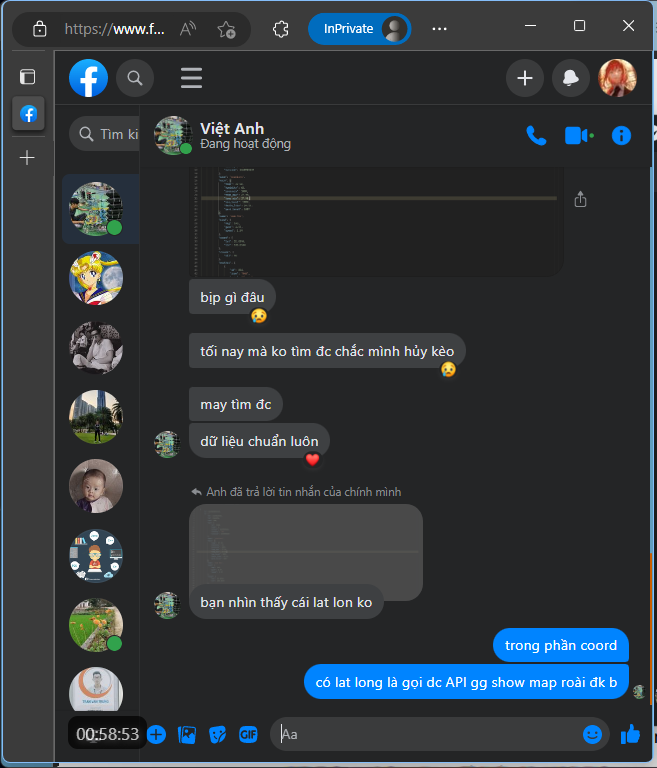 https://www.f...
InPrivate
Tìm ki
Việt Anh
Đang hoạt động
bịp gì đâu
tối nay mà ko tìm đc chắc mình hủy kèo
may tìm đc
dữ liệu chuẩn luôn
Anh đã trả lời tin nhắn của chính mình
bạn nhìn thấy cái lat lon ko
trong phần coord
có lat long là gọi dc API gg show map roài đk b
00:58:53
GIF
Aa